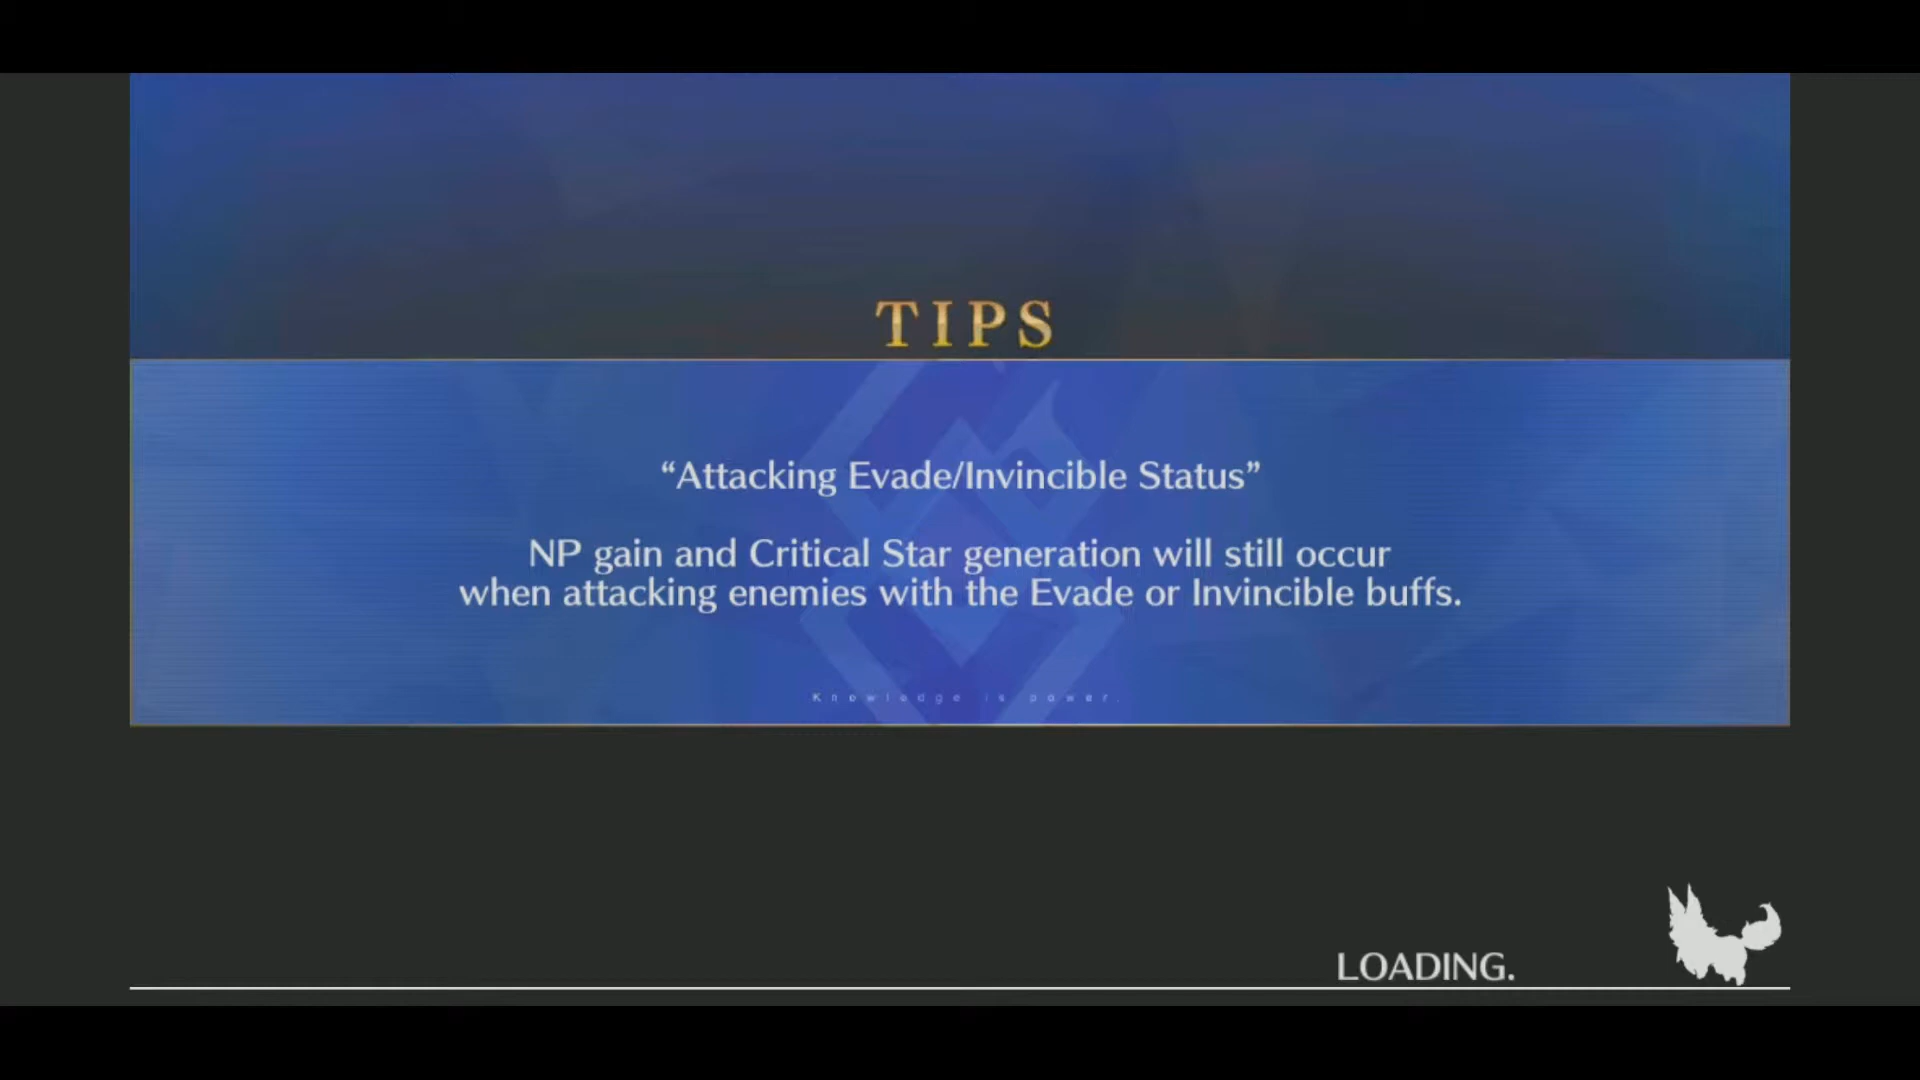 TIPS
“Attacking Evade/Invincible Status”
NP gain and Critical Star generation will still occur
when attacking enemies with the Evade or Invincible buffs.
Knowledge is power.
LOADING.